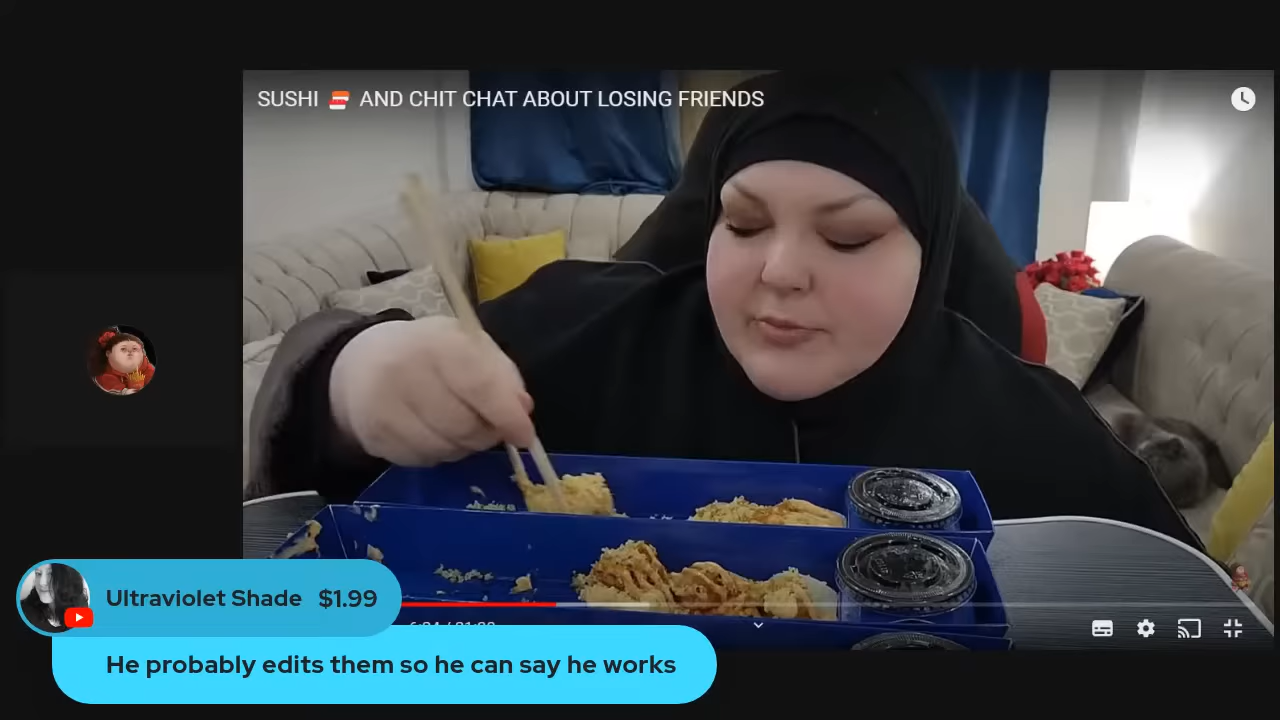 SUSHI 🍣 AND CHIT CHAT ABOUT LOSING FRIENDS
Ultraviolet Shade $1.99
He probably edits them so he can say he works